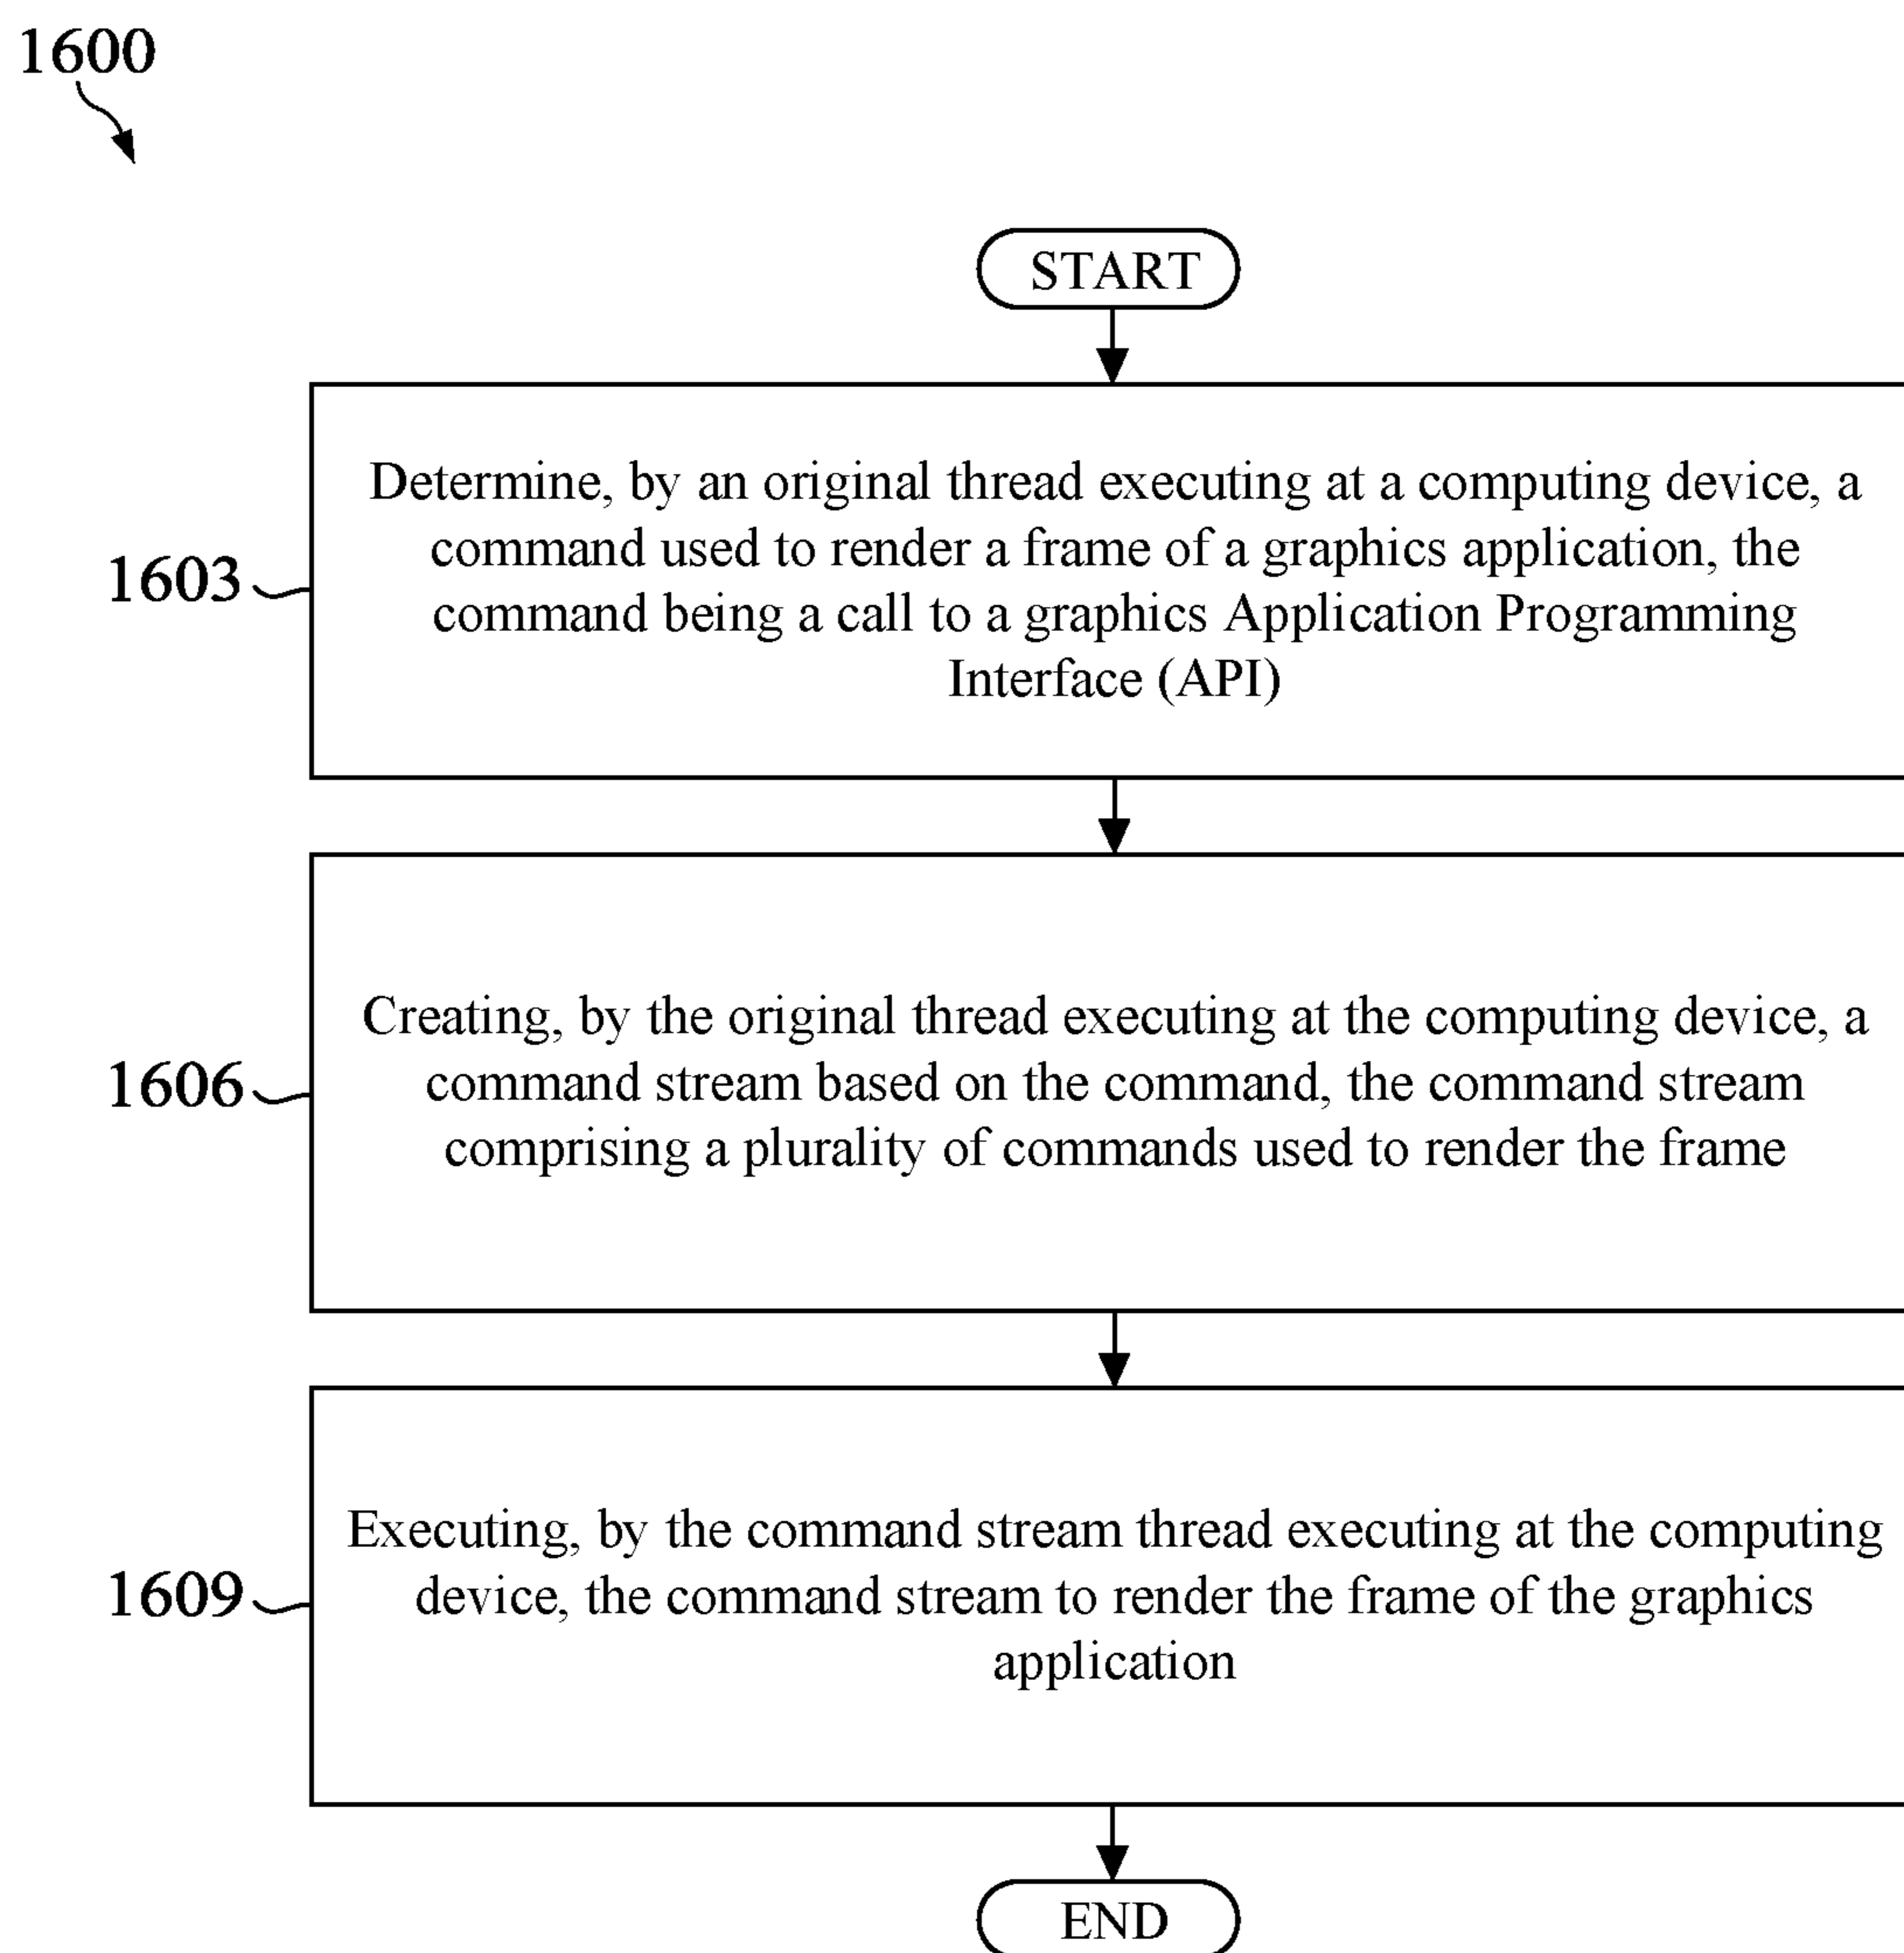 1600
START
Determine, by an original thread executing at a computing device, a
command used to render a frame of a graphics application, the
command being a call to a graphics Application Programming
Interface (API)
1603
Creating, by the original thread executing at the computing device, a
command stream based on the command, the command stream
comprising a plurality of commands used to render the frame
1606
Executing, by the command stream thread executing at the computing
device, the command stream to render the frame of the graphics
application
1609
END